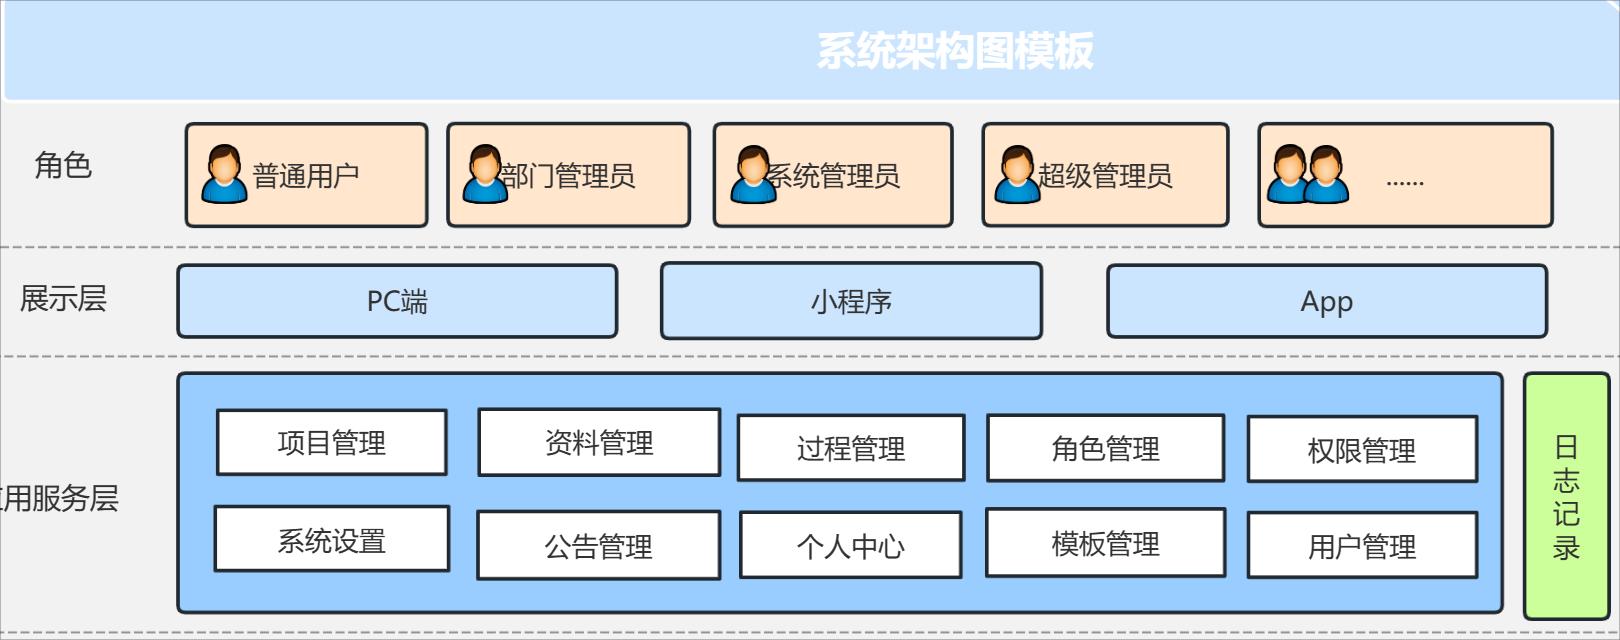 系统架构图模板
角色
普通用户
部门管理员
系统管理员
超级管理员
......
展示层
PC端
小程序
App
用服务层
项目管理
资料管理
过程管理
角色管理
权限管理
系统设置
公告管理
个人中心
模板管理
用户管理
日志记录